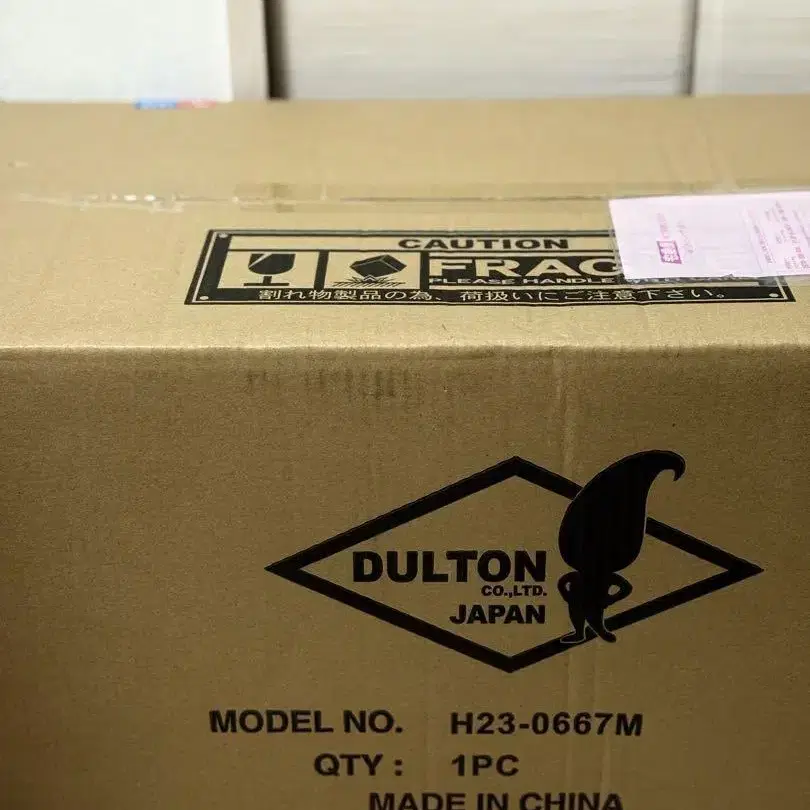 CAUTION
FRAG
PLEASE HANDLE
割れ物製品の為、荷扱いにご注意下さい。
DULTON
CO.,LTD.
JAPAN
MODEL NO. H23-0667M
QTY : 1PC
MADE IN CHINA